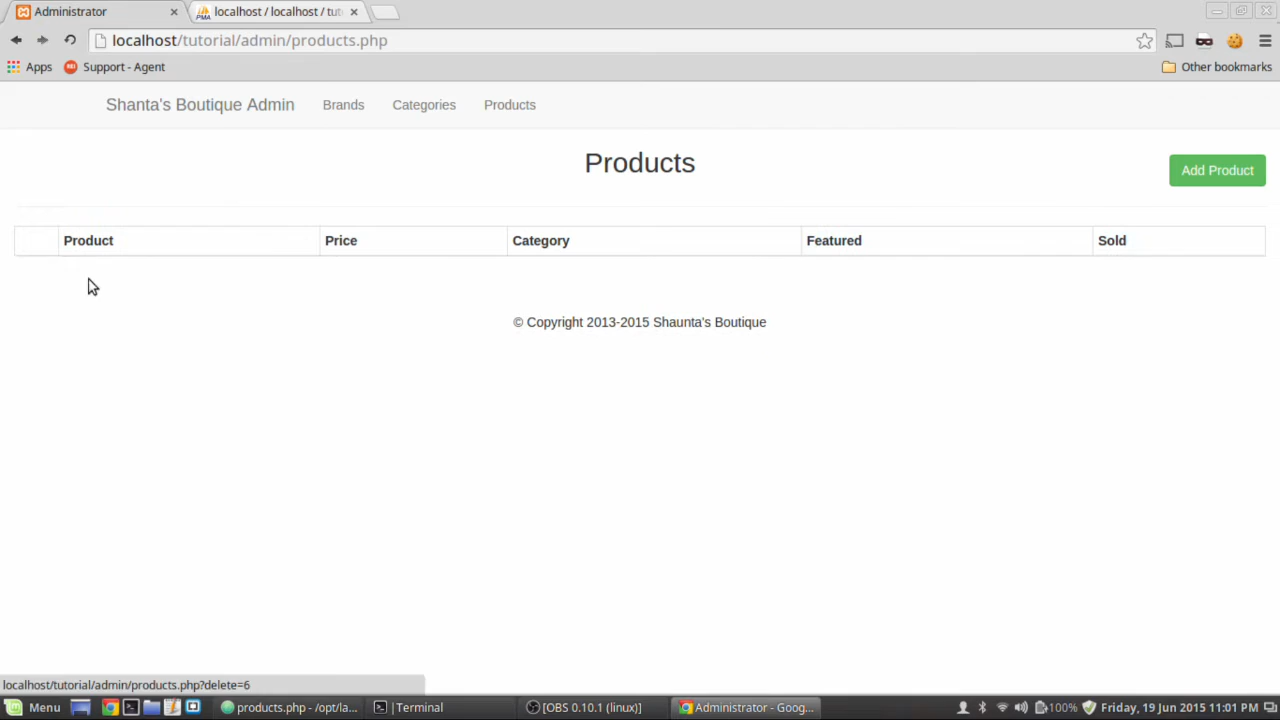 Administrator
localhost / localhost / tut
localhost/tutorial/admin/products.php
Apps Support - Agent Other bookmarks
Shanta's Boutique Admin Brands Categories Products
Products
Add Product
Product Price Category Featured Sold
© Copyright 2013-2015 Shaunta's Boutique
localhost/tutorial/admin/products.php?delete=6
Menu products.php - /opt/la... |Terminal [OBS 0.10.1 (linux)] Administrator - Goog... 100% Friday, 19 Jun 2015 11:01 PM